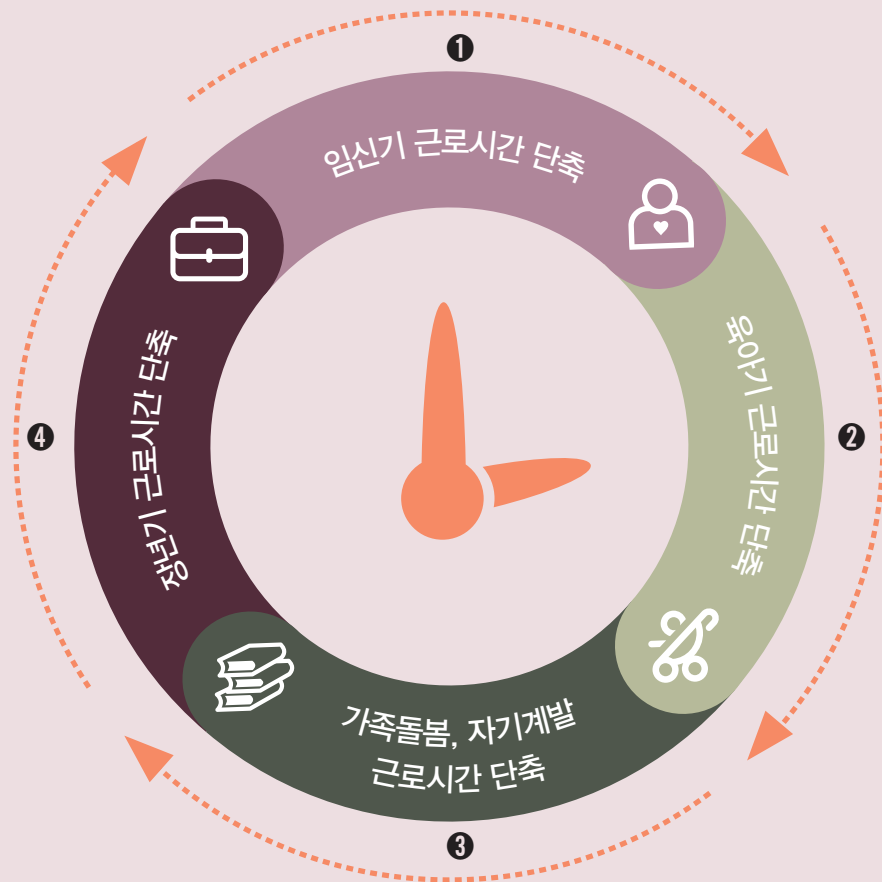 ❶
임신기 근로시간 단축
❷
육아기 근로시간 단축
❸
가족돌봄, 자기계발
근로시간 단축
❹
장년기 근로시간 단축